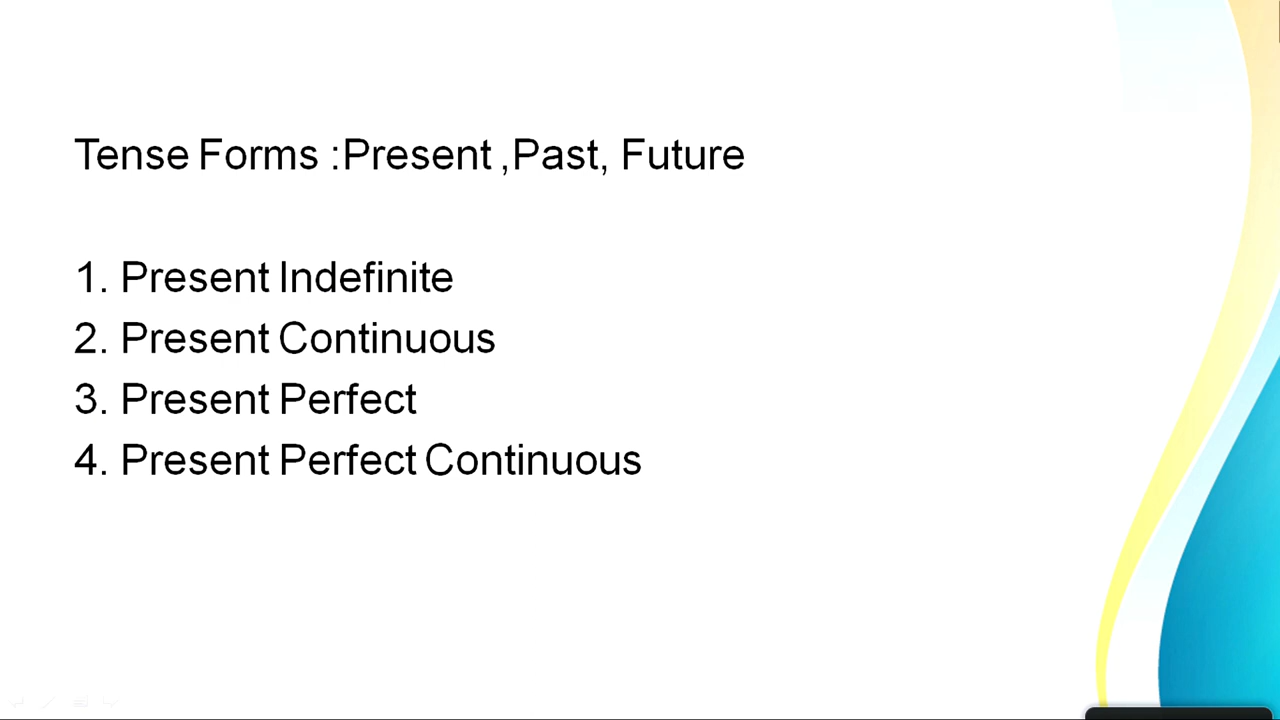 Tense Forms :Present ,Past, Future
1. Present Indefinite
2. Present Continuous
3. Present Perfect
4. Present Perfect Continuous